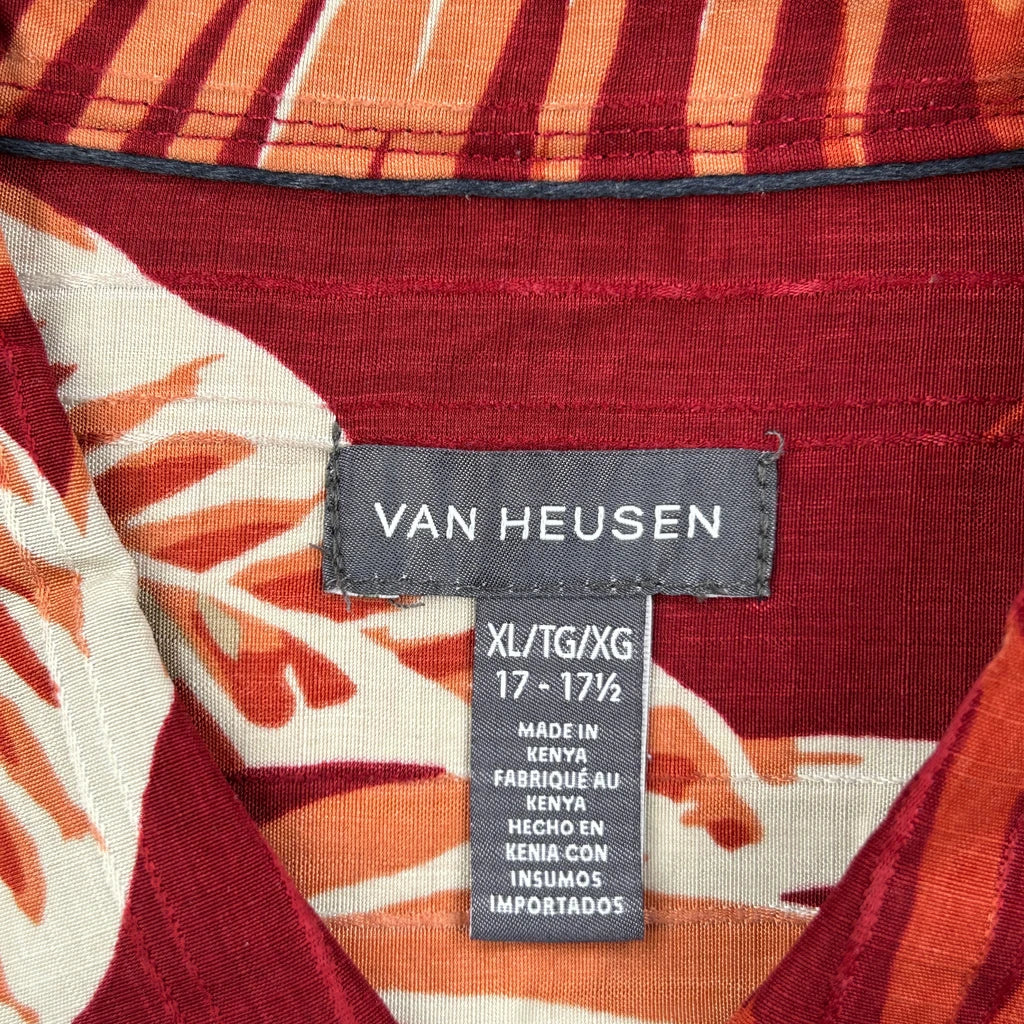 VAN HEUSEN
XL/TG/XG
17 - 17½
MADE IN
KENYA
FABRIQUÉ AU
KENYA
HECHO EN
KENIA CON
INSUMOS
IMPORTADOS